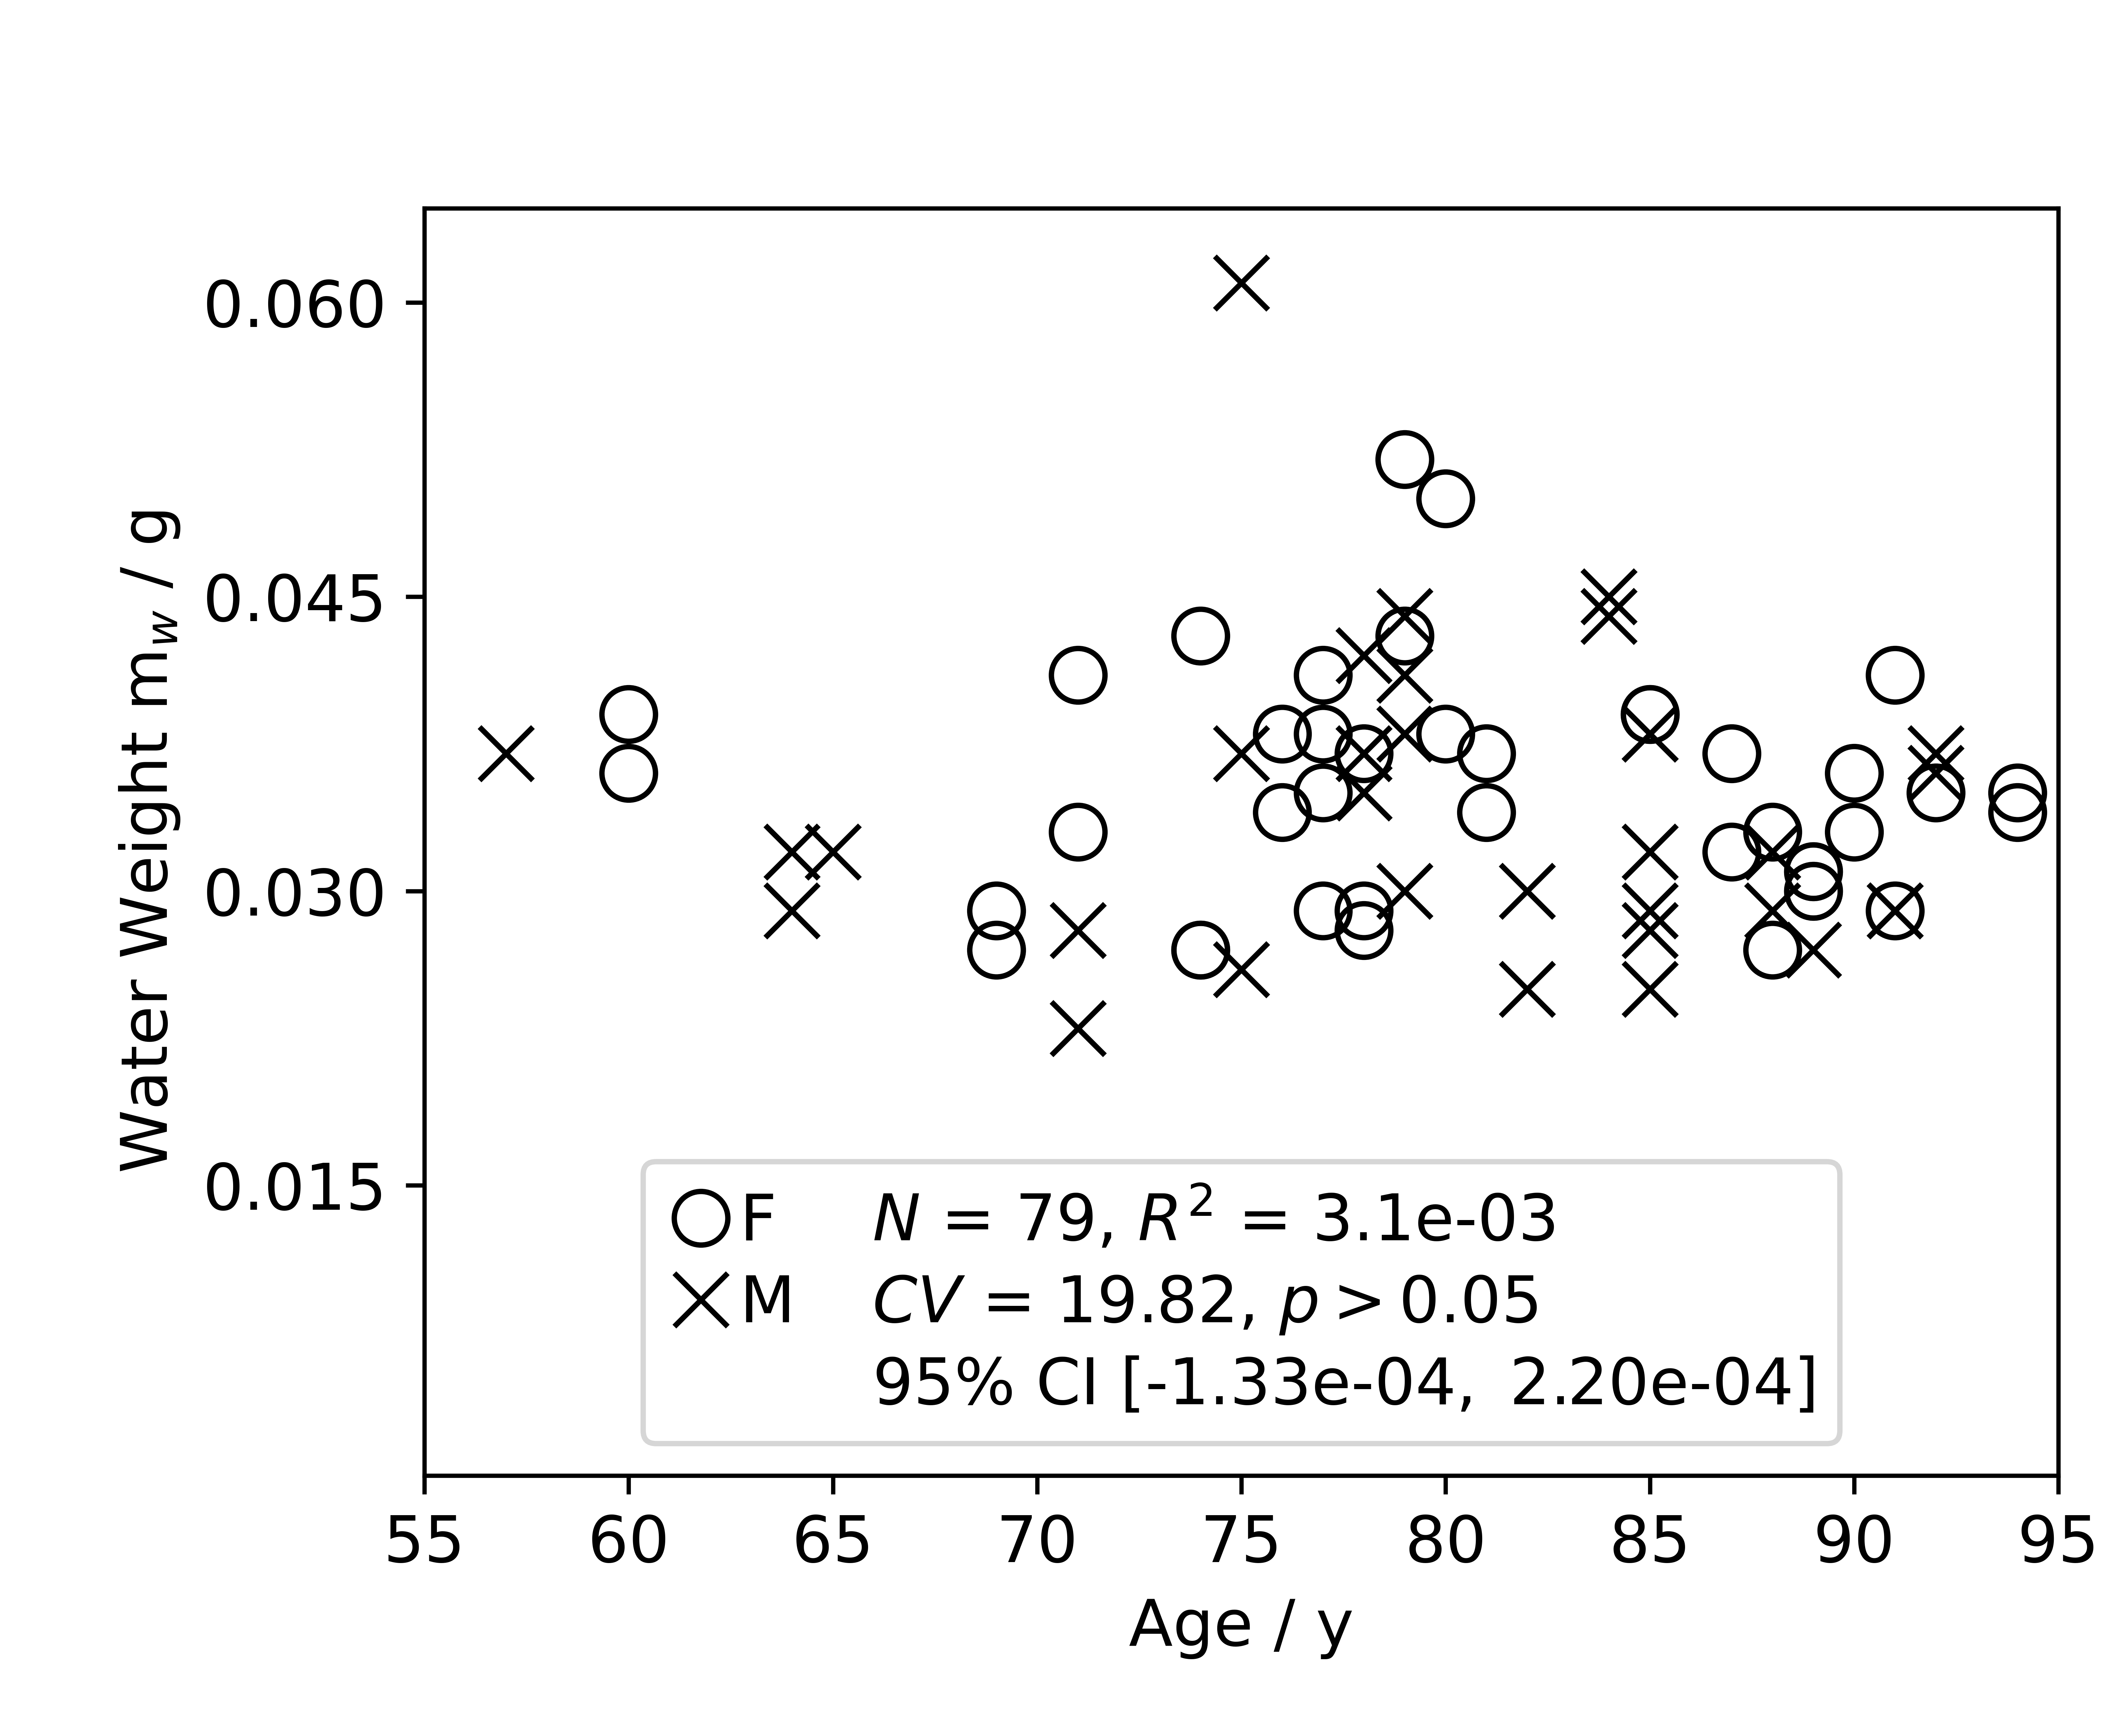 0.060
0.045
0.030
0.015
Water Weight m_w / g
F N = 79, R² = 3.1e-03
M CV = 19.82, p > 0.05
95% CI [-1.33e-04, 2.20e-04]
55 60 65 70 75 80 85 90 95
Age / y